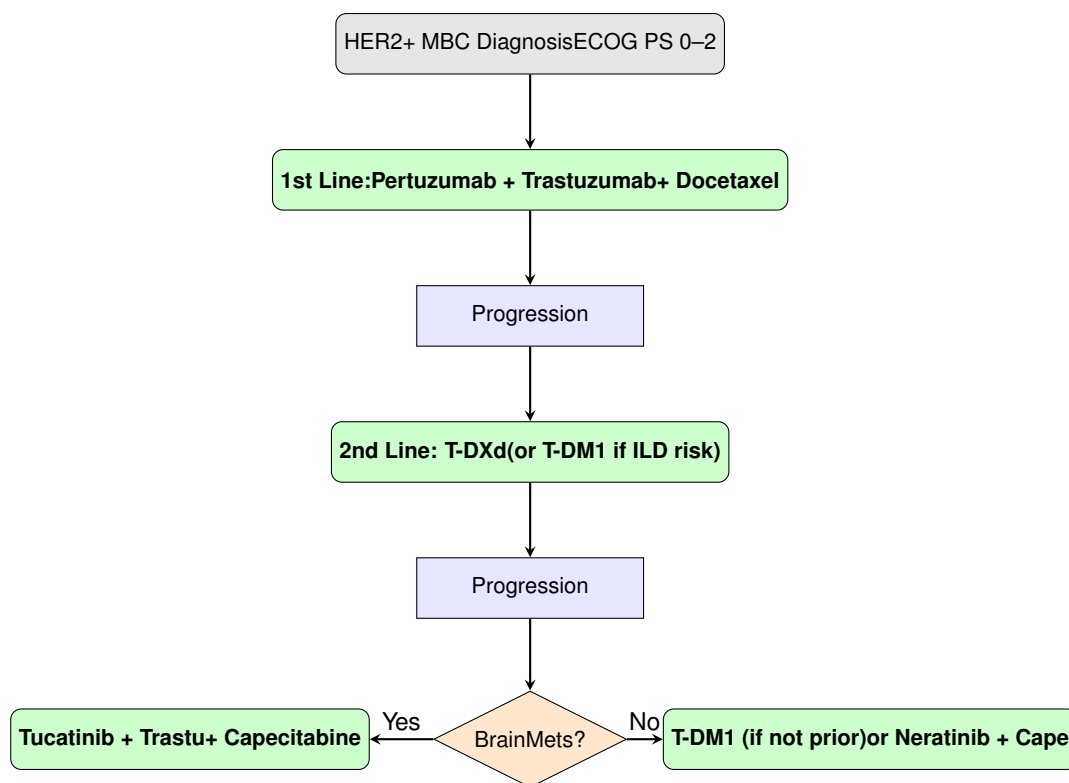 HER2+ MBC DiagnosisECOG PS 0–2
1st Line:Pertuzumab + Trastuzumab+ Docetaxel
Progression
2nd Line: T-DXd(or T-DM1 if ILD risk)
Progression
Tucatinib + Trastu+ Capecitabine
Yes
BrainMets?
No
T-DM1 (if not prior)or Neratinib + Cape